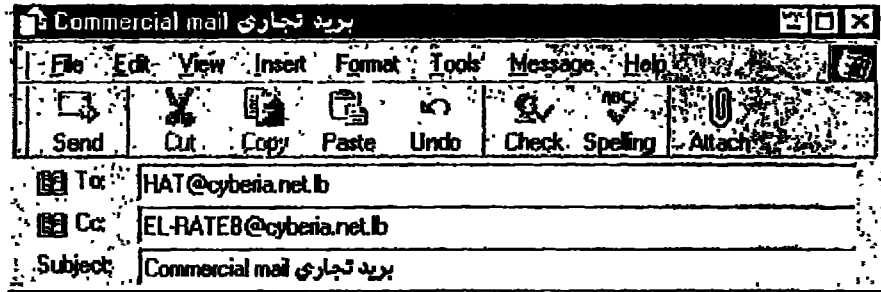 Commercial mail بريد تجاري
File Edit View Insert Format Tools Message Help
Send Cut Copy Paste Undo Check Spelling Attach
To: HAT@cyberia.net.lb
Cc: EL-RATEB@cyberia.net.lb
Subject: Commercial mail بريد تجاري